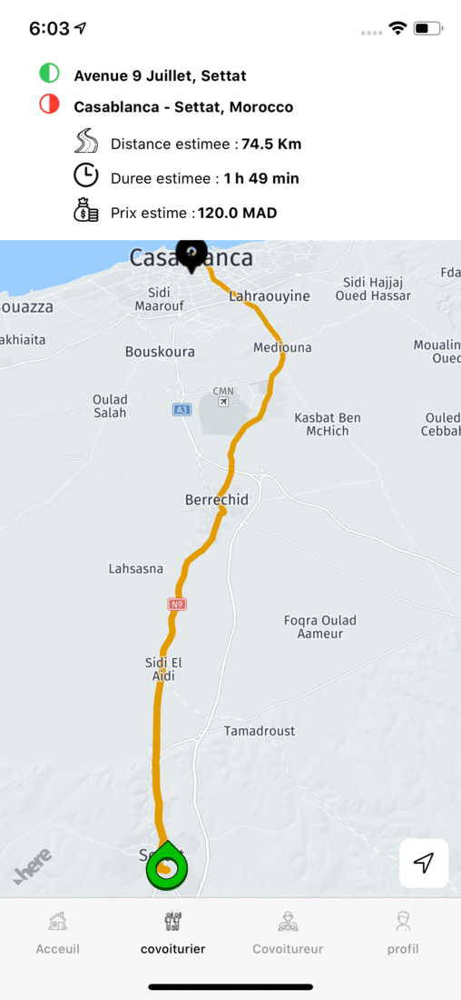 6:03
Avenue 9 Juillet, Settat
Casablanca - Settat, Morocco
Distance estimee : 74.5 Km
Duree estimee : 1 h 49 min
Prix estime : 120.0 MAD
Casablanca
Fda
Sidi Hajjaj
Oued Hassar
Sidi
Maarouf
Lahraouyine
ouazza
akhiaita
Bouskoura
Mediouna
Moualin
Oued
CMN
Oulad
Salah
A3
Kasbat Ben
McHich
Ouled
Cebbah
Berrechid
Lahsasna
N9
Foqra Oulad
Aameur
Sidi El
Aidi
Tamadroust
Settat
here
Acceuil
covoiturier
Covoitureur
profil